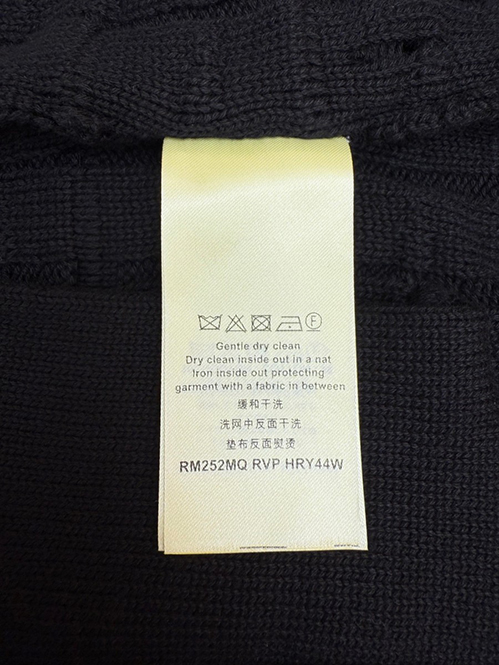 Gentle dry clean
Dry clean inside out in a nat
Iron inside out protecting
garment with a fabric in between
缓和干洗
洗网中反面干洗
垫布反面熨烫
RM252MQ RVP HRY44W